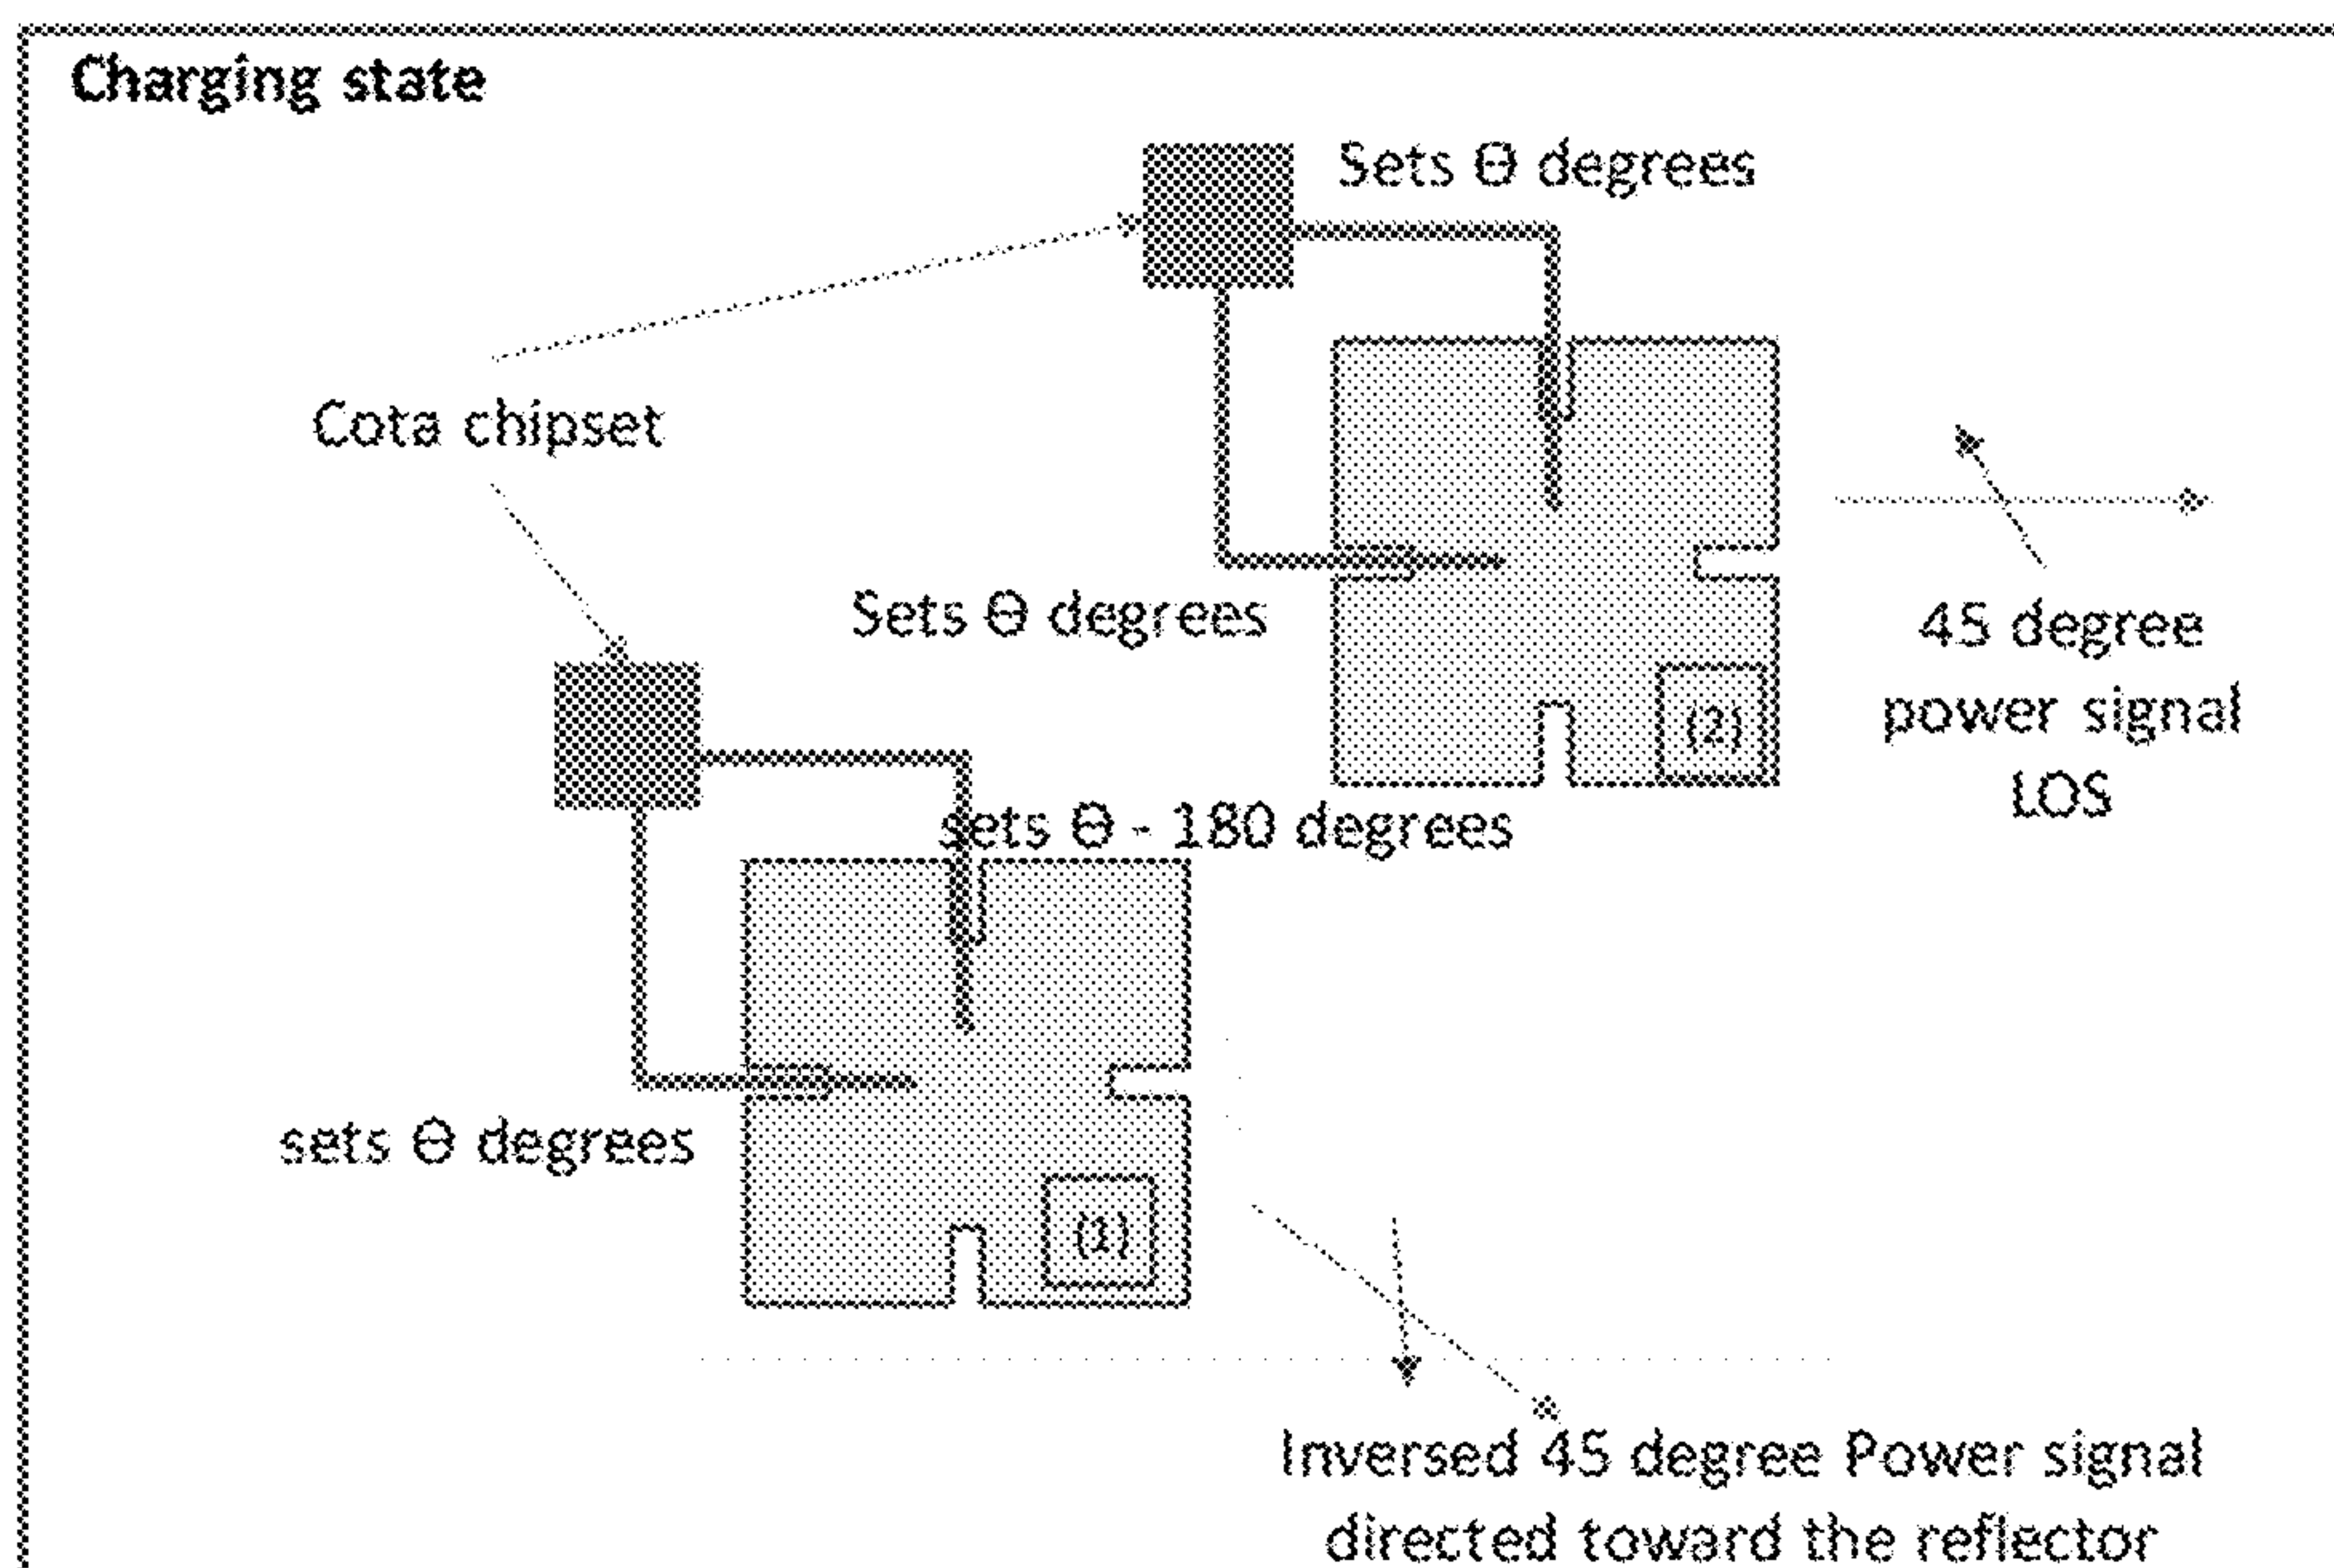 Charging state
Sets Θ degrees
Cota chipset
Sets Θ degrees
45 degree
power signal
LOS
(2)
sets Θ - 180 degrees
sets Θ degrees
(1)
Inversed 45 degree Power signal
directed toward the reflector